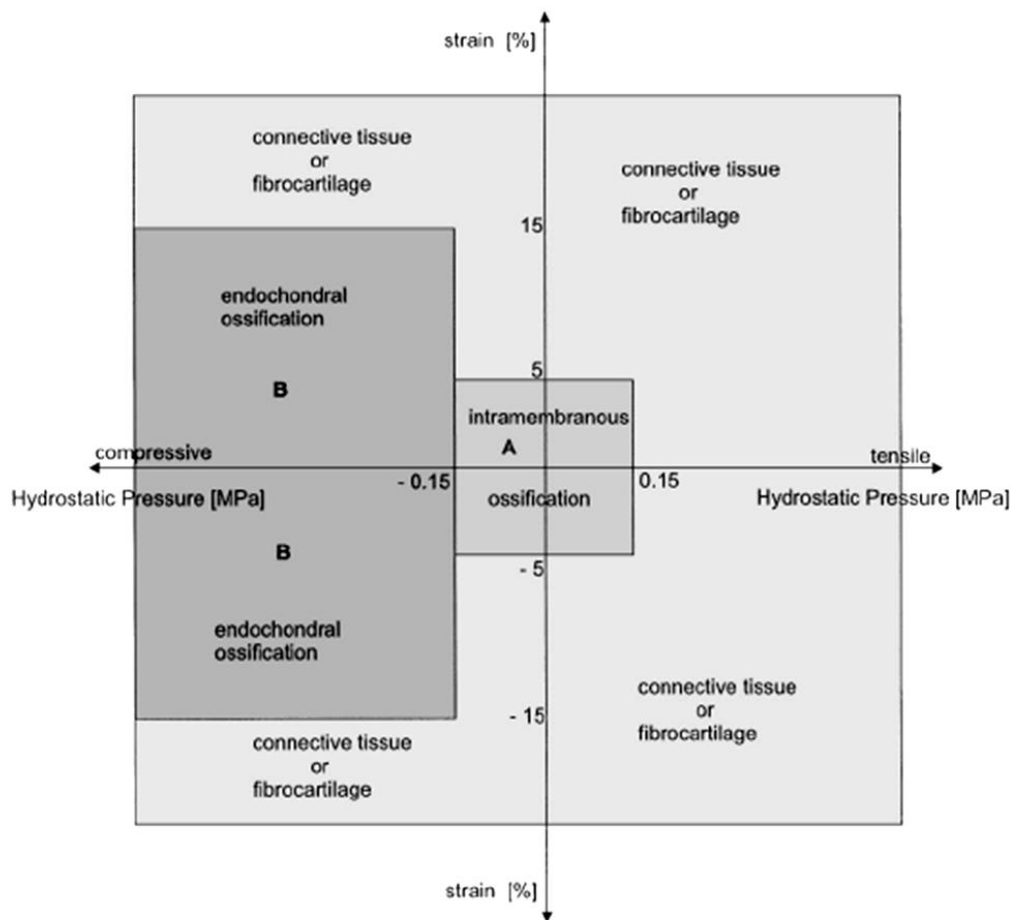 strain [%]
connective tissue
or
fibrocartilage
connective tissue
or
fibrocartilage
15
endochondral
ossification
5
B
intramembranous
A
compressive
tensile
- 0.15
0.15
Hydrostatic Pressure [MPa]
ossification
Hydrostatic Pressure [MPa]
B
- 5
endochondral
ossification
connective tissue
or
fibrocartilage
- 15
connective tissue
or
fibrocartilage
strain [%]